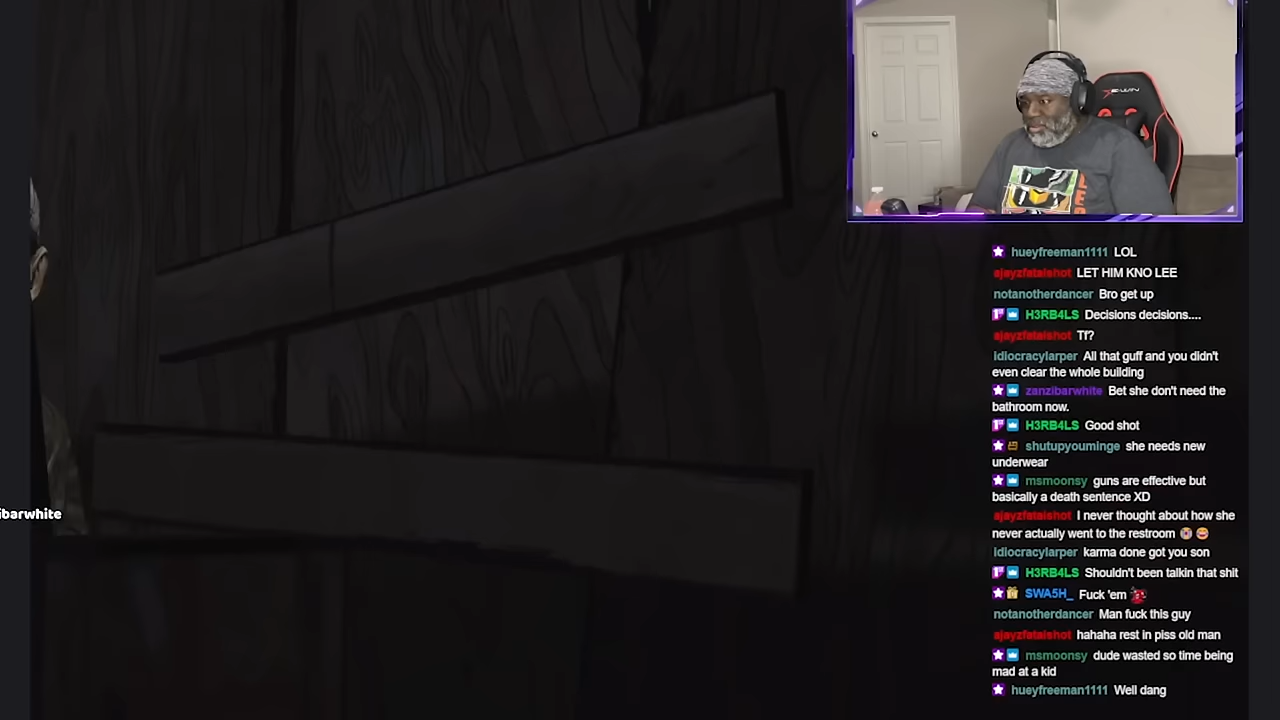 hueyfreeman1111 LOL
ajayzfatalshot LET HIM KNO LEE
notanotherdancer Bro get up
H3RB4LS Decisions decisions....
ajayzfatalshot Tf?
idiocracylarper All that guff and you didn't
even clear the whole building
zanzibarwhite Bet she don't need the
bathroom now.
H3RB4LS Good shot
shutupyouminge she needs new
underwear
msmoonsy guns are effective but
basically a death sentence XD
ajayzfatalshot I never thought about how she
never actually went to the restroom
idiocracylarper karma done got you son
H3RB4LS Shouldn't been talkin that shit
SWA5H_ Fuck 'em
notanotherdancer Man fuck this guy
ajayzfatalshot hahaha rest in piss old man
msmoonsy dude wasted so time being
mad at a kid
hueyfreeman1111 Well dang
ibarwhite